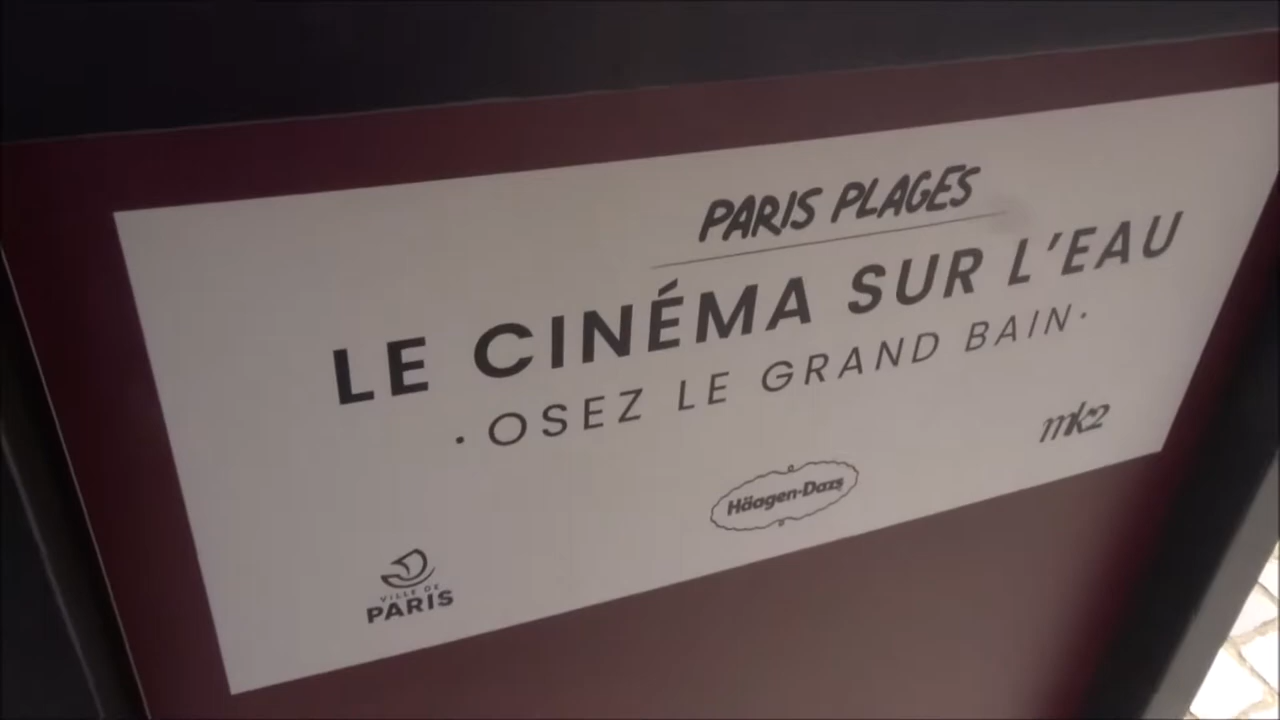 PARIS PLAGES
LE CINÉMA SUR L'EAU
· OSEZ LE GRAND BAIN ·
mk2
Häagen-Dazs
VILLE DE
PARIS